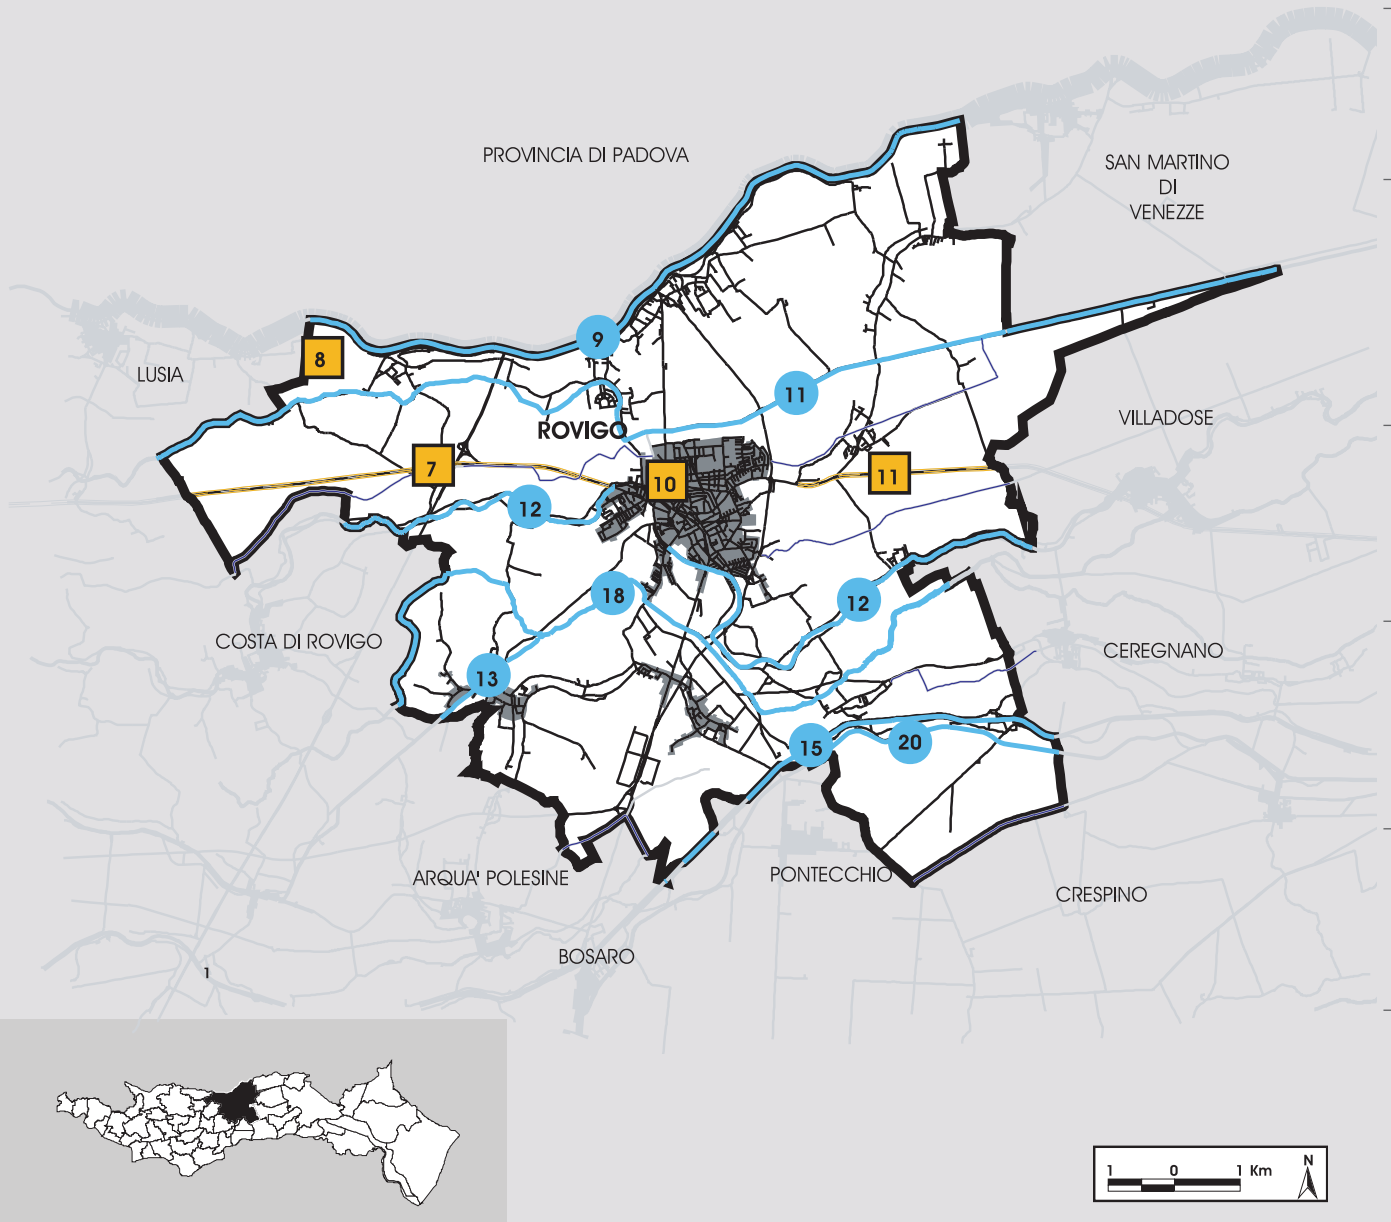 PROVINCIA DI PADOVA
SAN MARTINO
DI
VENEZZE
9
8
LUSIA
11
VILLADOSE
ROVIGO
7
10
11
12
18
12
COSTA DI ROVIGO
CEREGNANO
13
15
20
ARQUA' POLESINE
PONTECCHIO
CRESPINO
BOSARO
1
1 0 1 Km
N